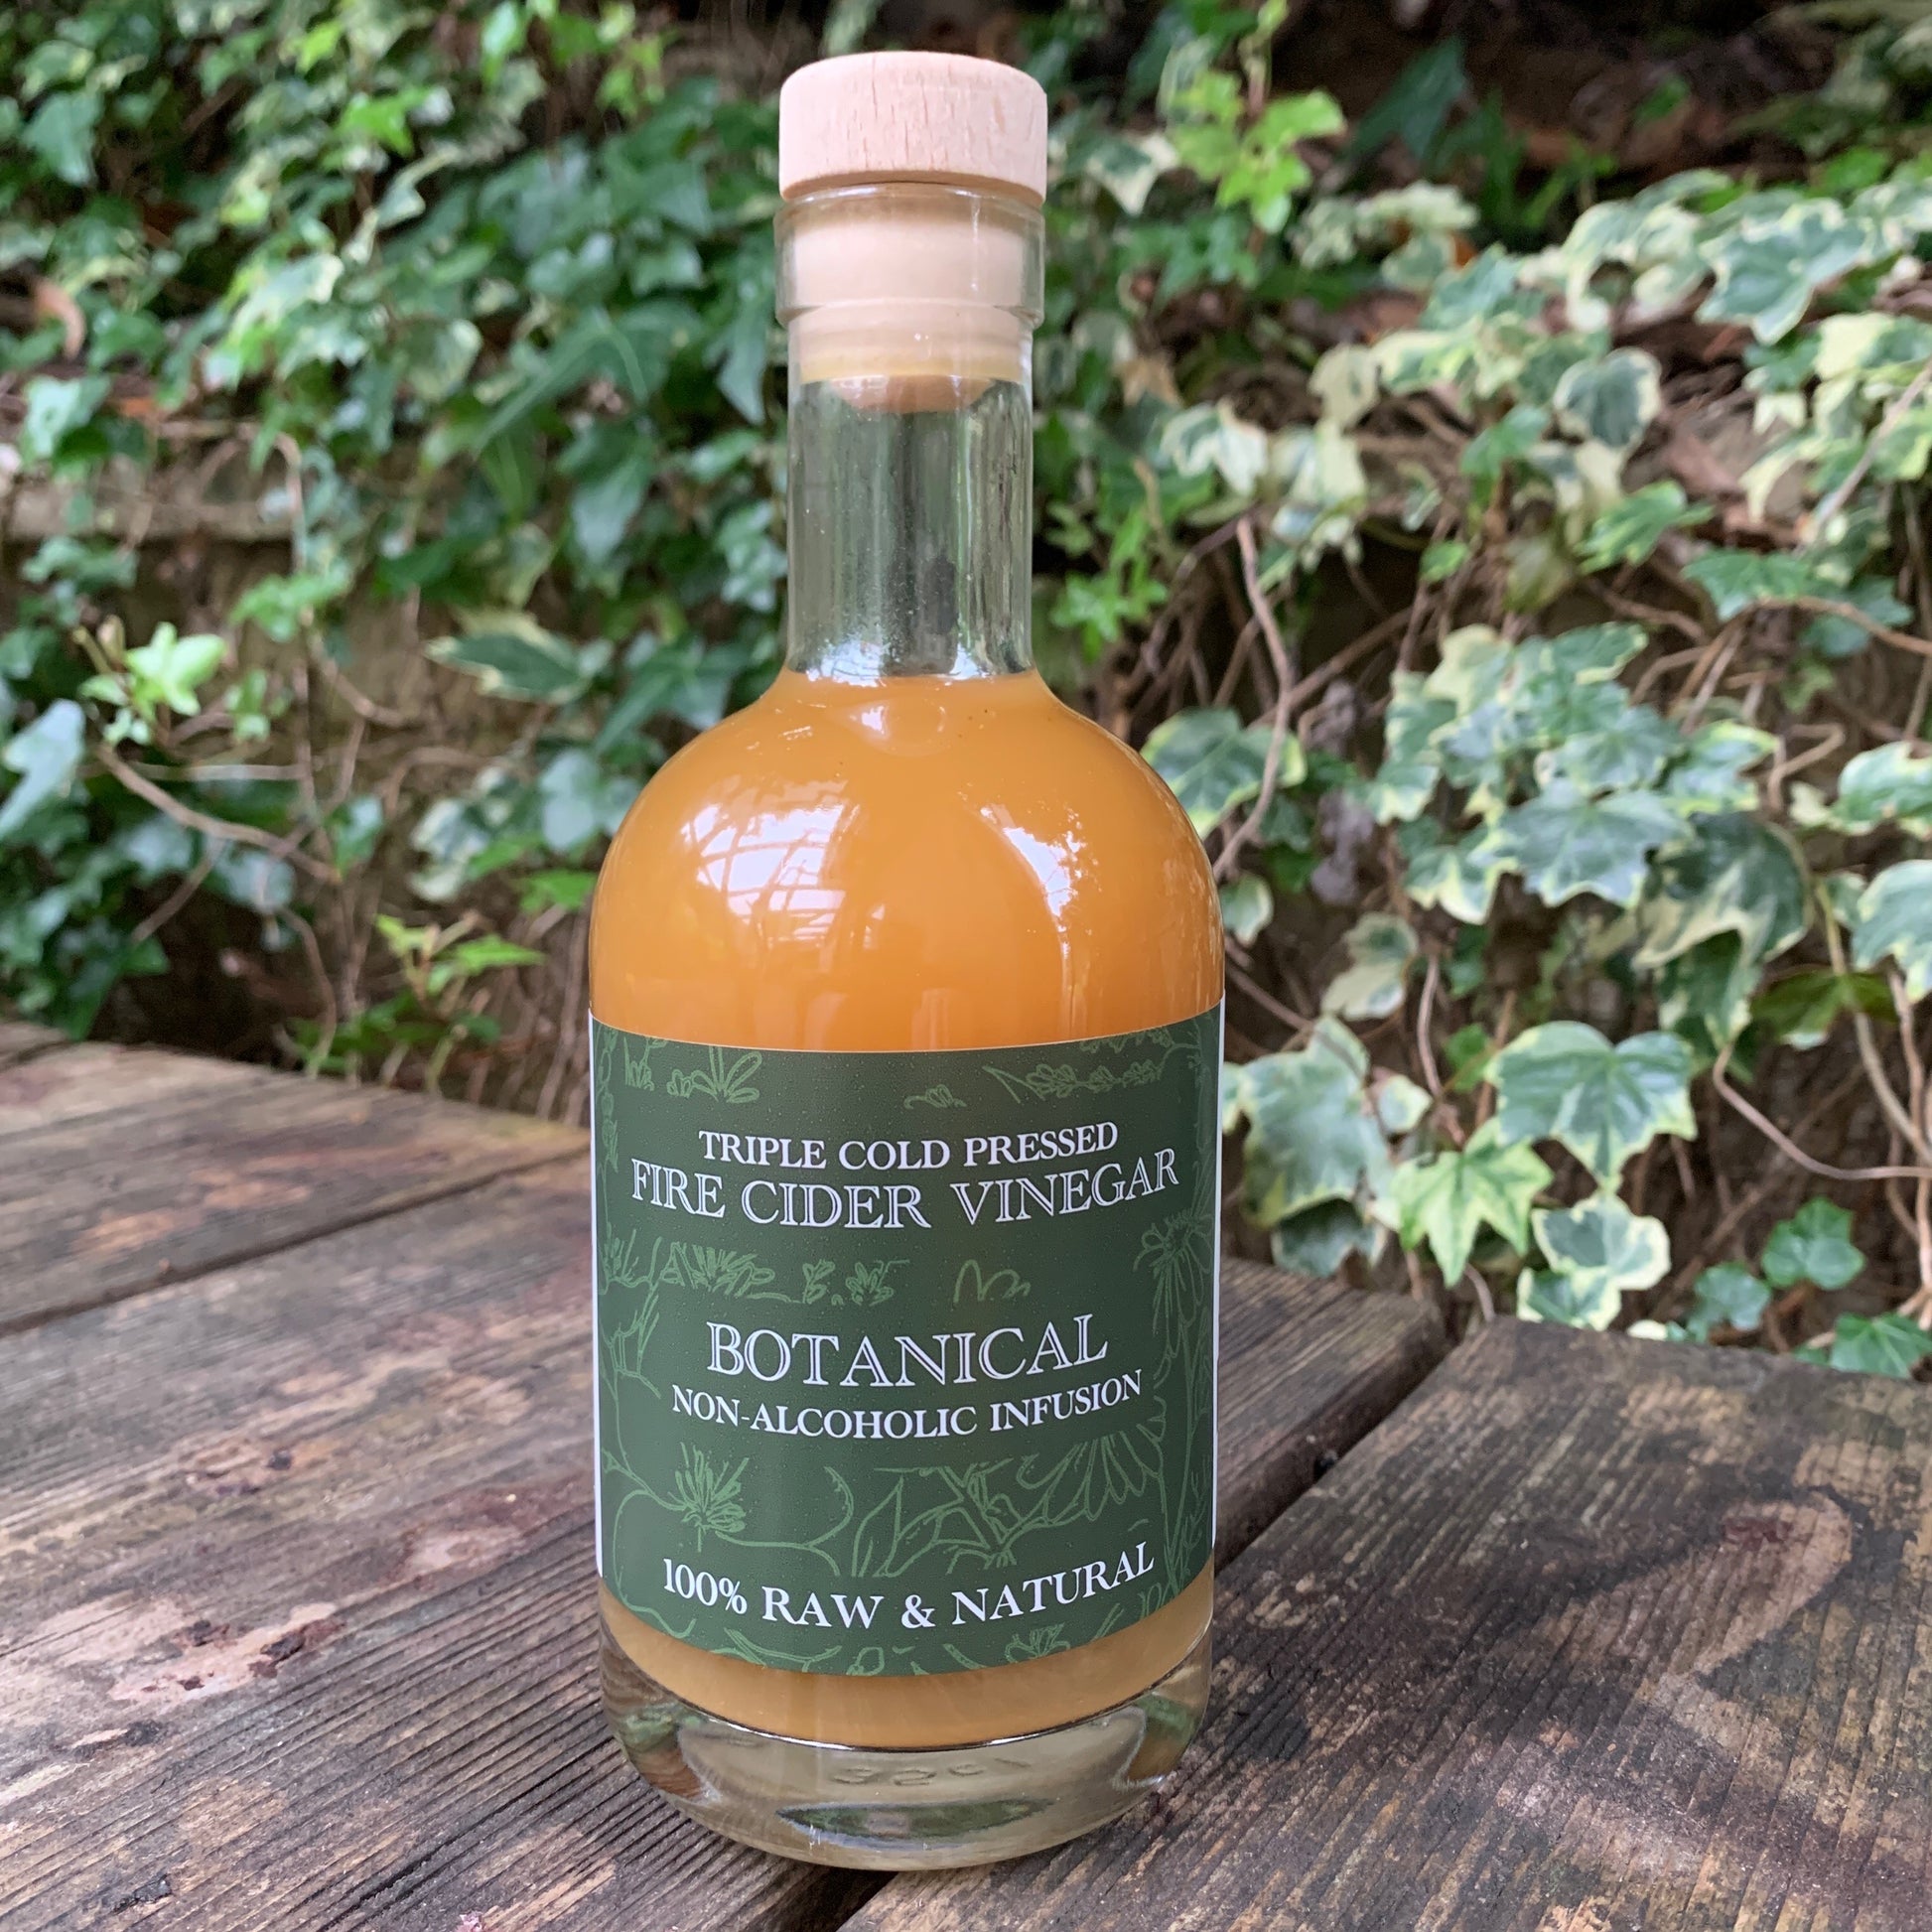 TRIPLE COLD PRESSED
FIRE CIDER VINEGAR
BOTANICAL
NON-ALCOHOLIC INFUSION
100% RAW & NATURAL